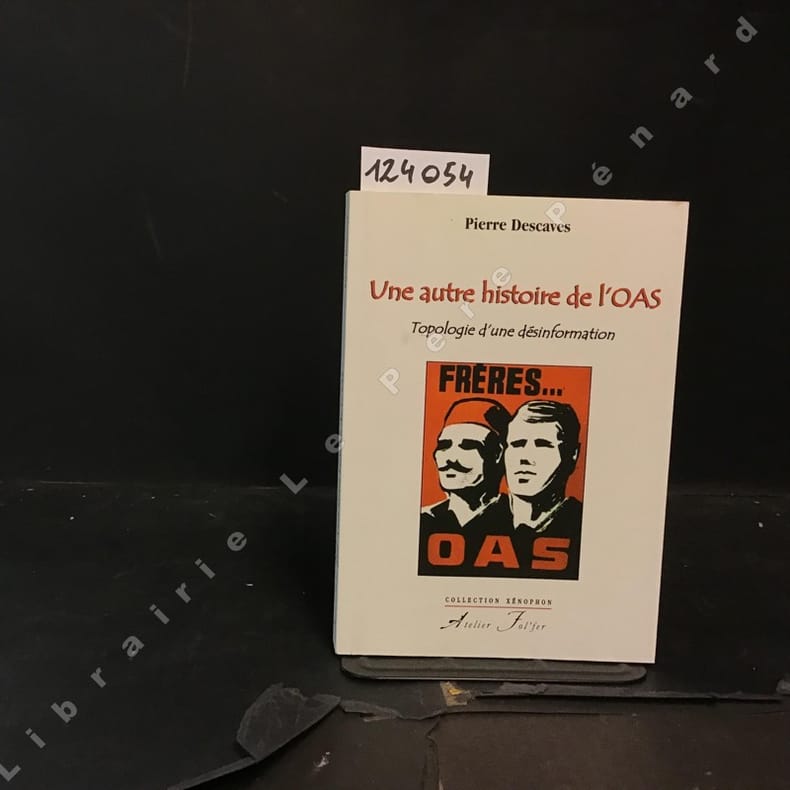 124054
Pierre Descaves
Une autre histoire de l'OAS
Topologie d'une désinformation
FRÈRES...
OAS
COLLECTION XÉNOPHON
Atelier Fol'fer
Librairie Le Père Pénard